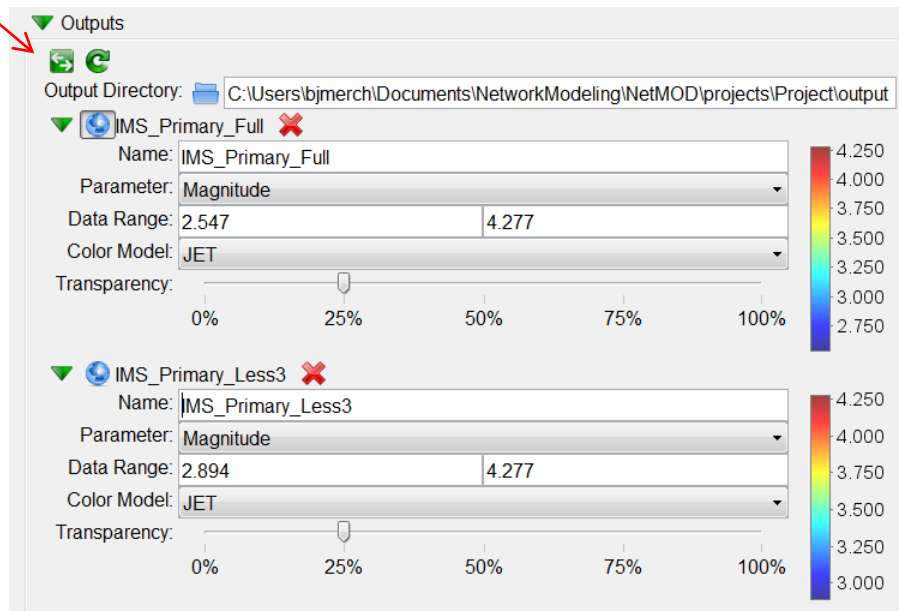 Outputs
Output Directory: C:\Users\bjmerch\Documents\NetworkModeling\NetMOD\projects\Project\output
IMS_Primary_Full
Name: IMS_Primary_Full
Parameter: Magnitude
Data Range: 2.547 4.277
Color Model: JET
Transparency:
0% 25% 50% 75% 100%
4.250
4.000
3.750
3.500
3.250
3.000
2.750
IMS_Primary_Less3
Name: IMS_Primary_Less3
Parameter: Magnitude
Data Range: 2.894 4.277
Color Model: JET
Transparency:
0% 25% 50% 75% 100%
4.250
4.000
3.750
3.500
3.250
3.000